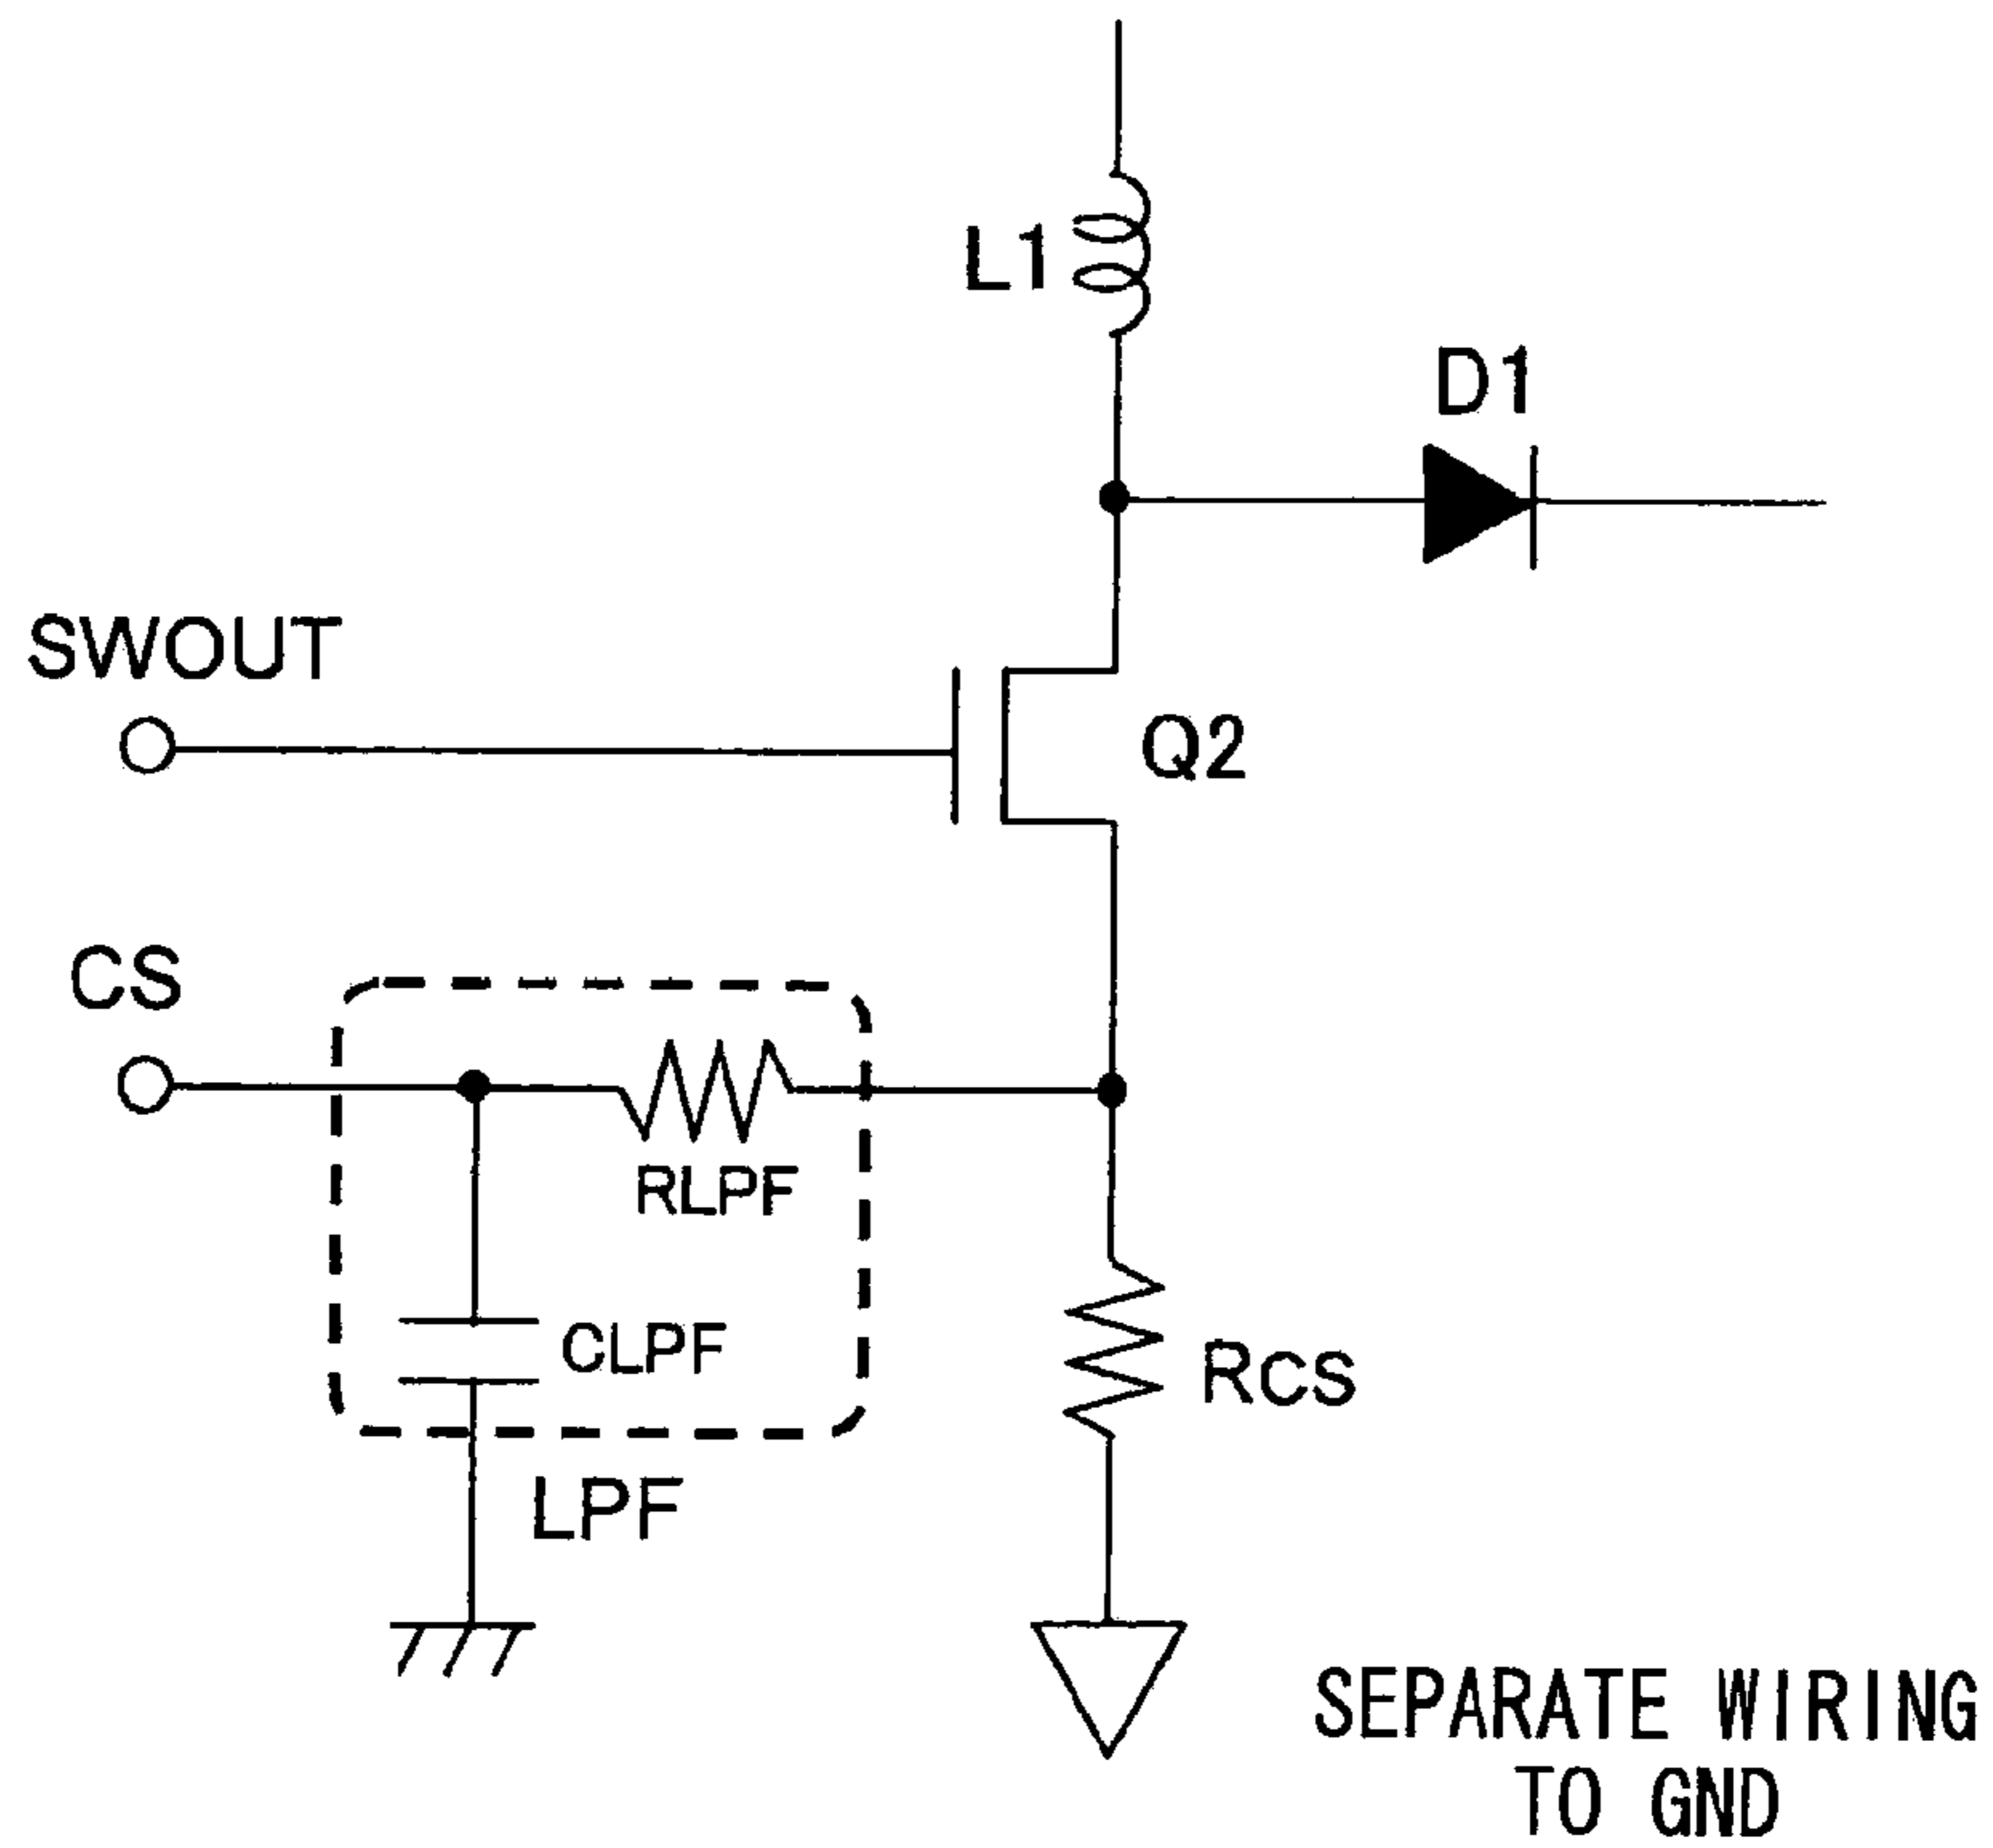 L1
D1
SWOUT
Q2
CS
RLPF
CLPF
RCS
LPF
SEPARATE WIRING
TO GND